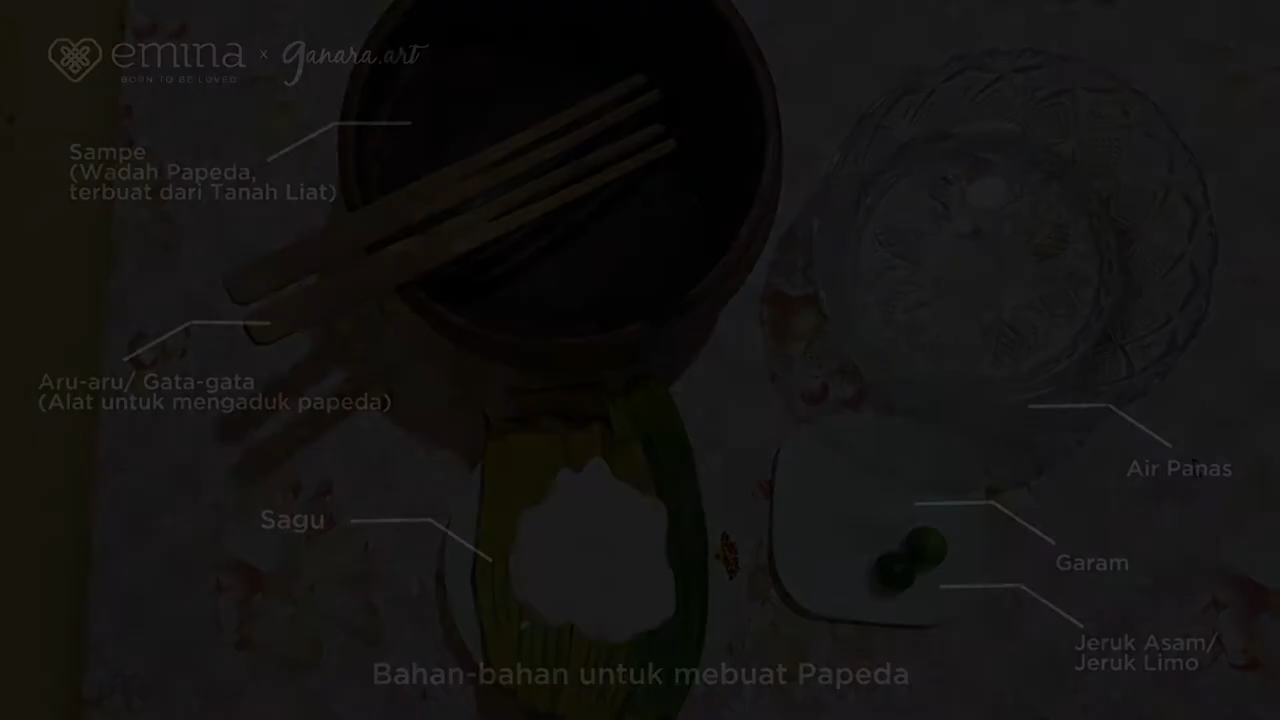 emina × ganara.art
BORN TO BE LOVED
Sampe
(Wadah Papeda,
terbuat dari Tanah Liat)
Aru-aru/ Gata-gata
(Alat untuk mengaduk papeda)
Air Panas
Sagu
Garam
Jeruk Asam/
Jeruk Limo
Bahan-bahan untuk mebuat Papeda